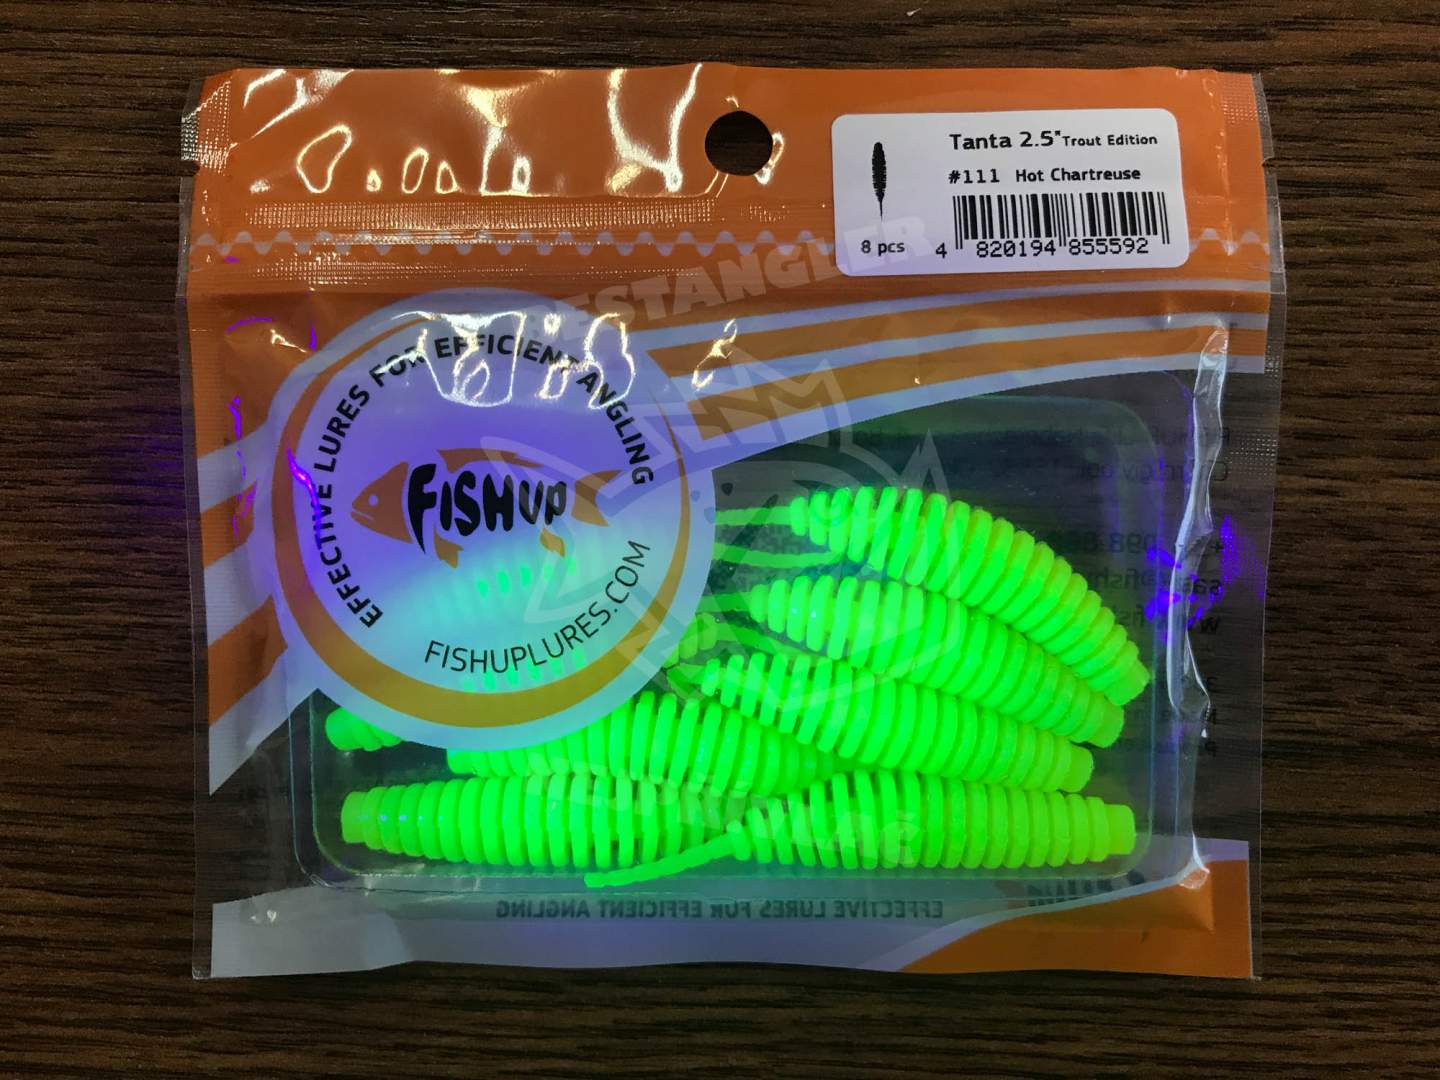 Tanta 2.5" Trout Edition
#111 Hot Chartreuse
8 pcs
4 820194 855592
BESTANGLER
EFFECTIVE LURES FOR EFFICIENT ANGLING
FISHUP
FISHUPLURES.COM
EFFECTIVE LURES FOR EFFICIENT ANGLING